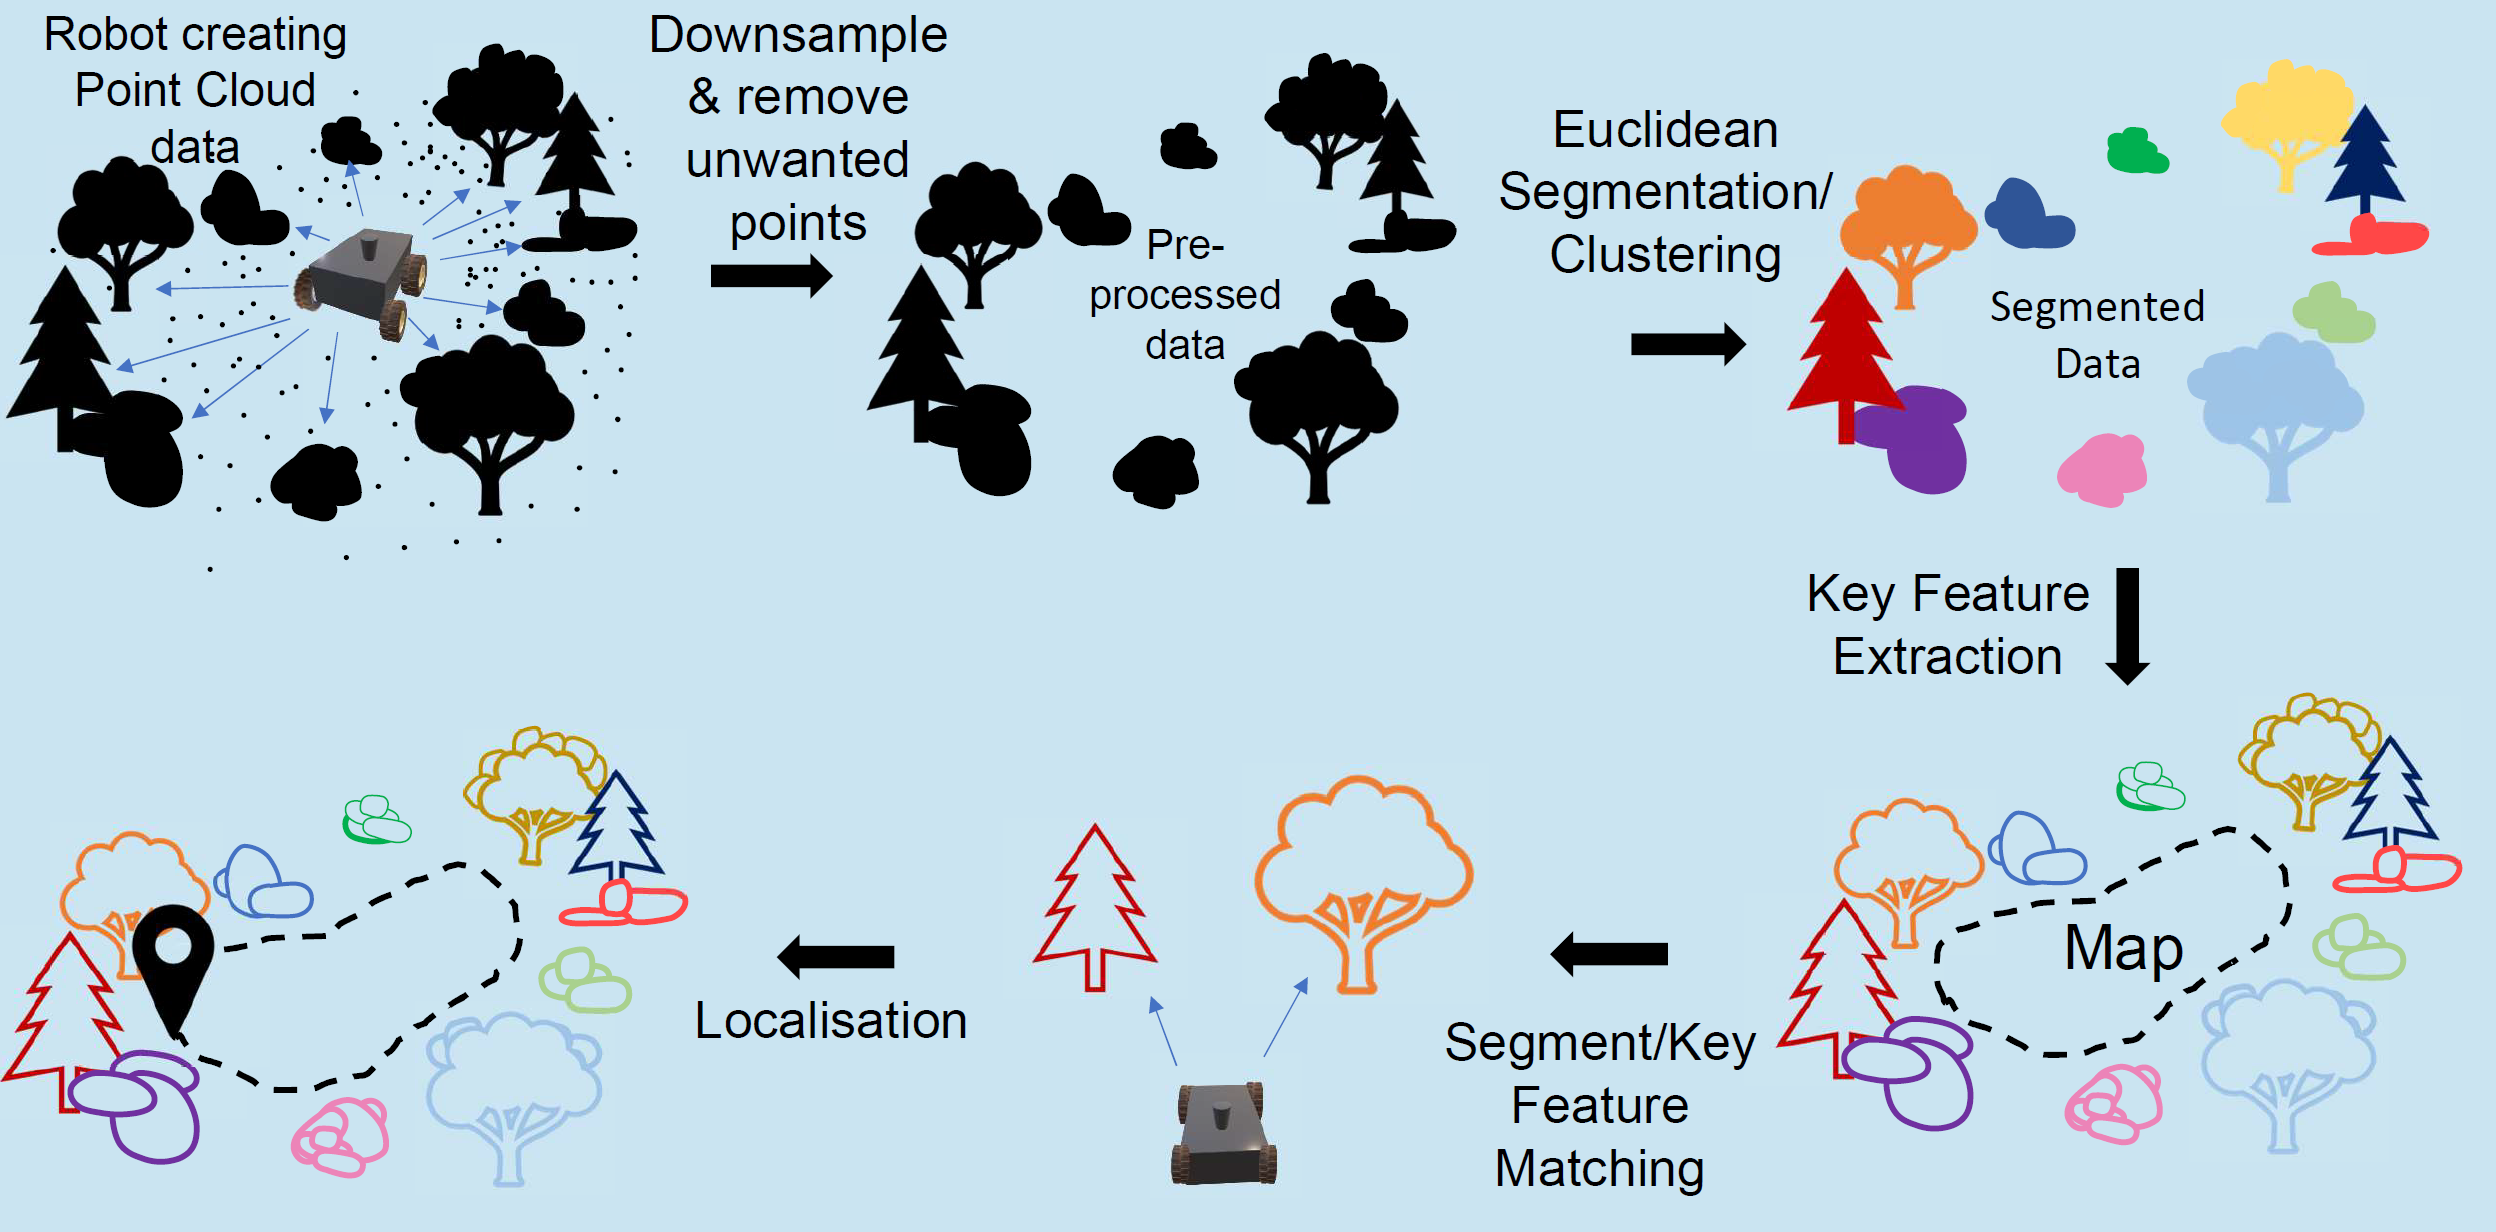 Robot creating
Point Cloud
data
Downsample
& remove
unwanted
points
Pre-
processed
data
Euclidean
Segmentation/
Clustering
Segmented
Data
Key Feature
Extraction
Map
Segment/Key
Feature
Matching
Localisation